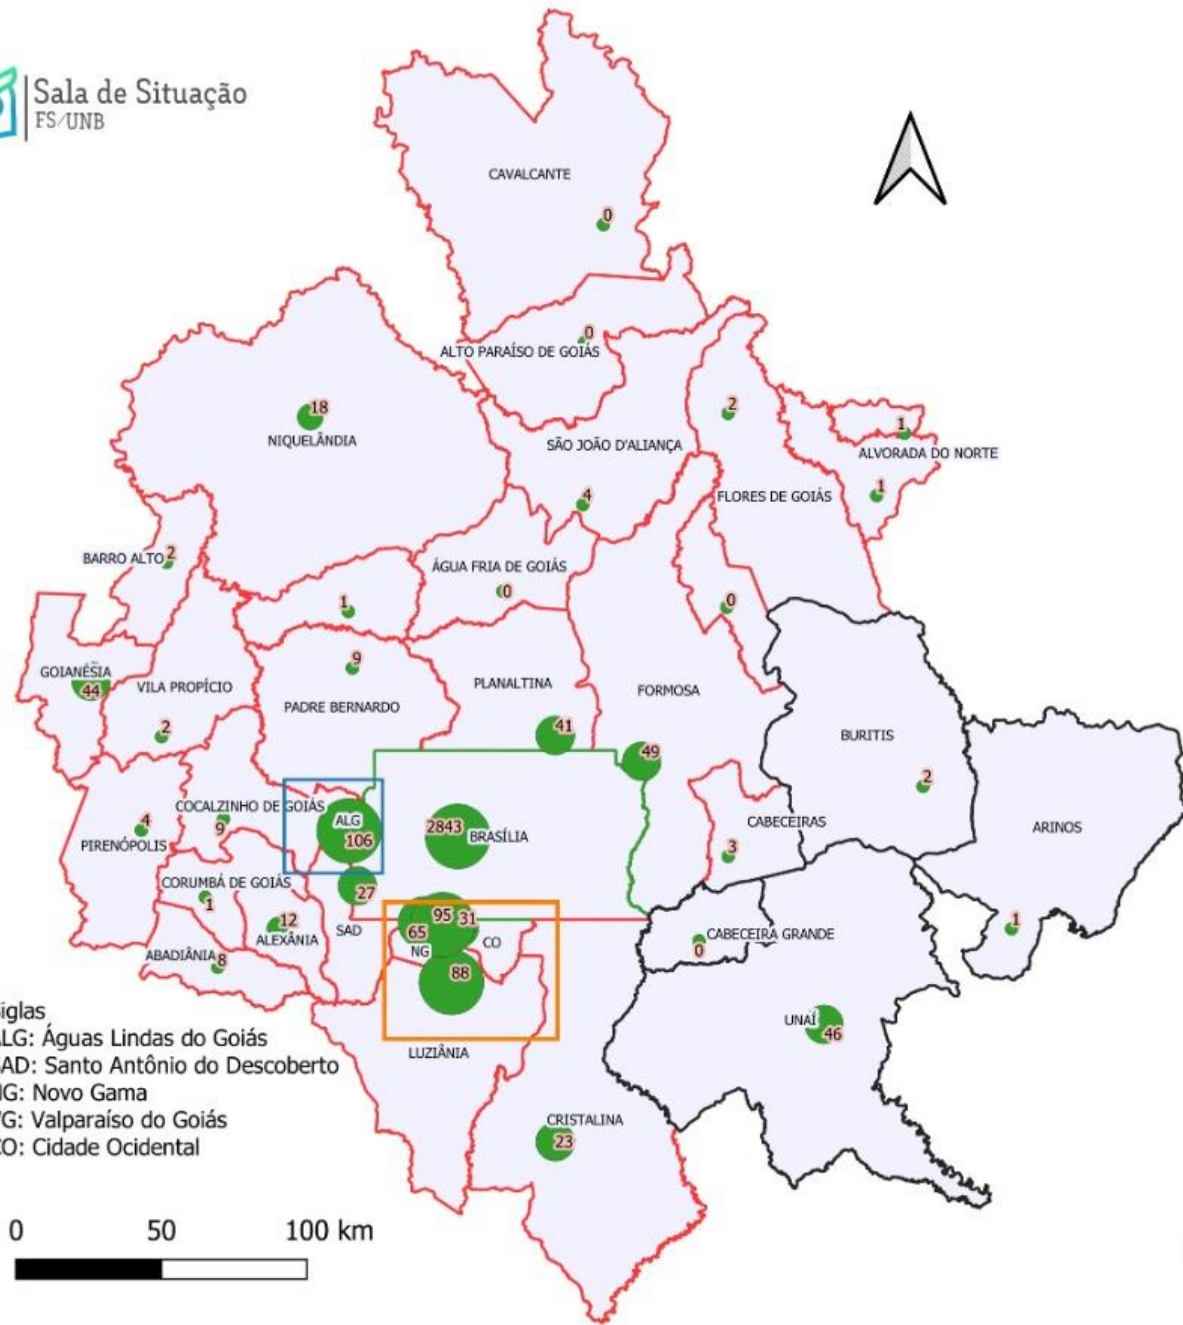 Sala de Situação
FS/UNB
CAVALCANTE
0
0
ALTO PARAÍSO DE GOIÁS
18
NIQUELÂNDIA
2
1
SÃO JOÃO D'ALIANÇA
ALVORADA DO NORTE
1
FLORES DE GOIÁS
4
BARRO ALTO
2
ÁGUA FRIA DE GOIÁS
0
1
0
GOIANÉSIA
44
VILA PROPÍCIO
2
9
PADRE BERNARDO
PLANALTINA
41
FORMOSA
49
BURITIS
2
ARINOS
1
COCALZINHO DE GOIÁS
9
4
PIRENÓPOLIS
ALG
106
2843
BRASÍLIA
CABECEIRAS
3
CORUMBÁ DE GOIÁS
1
27
12
ALEXÂNIA
SAD
95
31
65
NG
CO
88
CABECEIRA GRANDE
0
ABADIÂNIA
8
UNAÍ
46
LUZIÂNIA
CRISTALINA
23
iglas
LG: Águas Lindas do Goiás
AD: Santo Antônio do Descoberto
G: Novo Gama
G: Valparaíso do Goiás
O: Cidade Ocidental
0 50 100 km